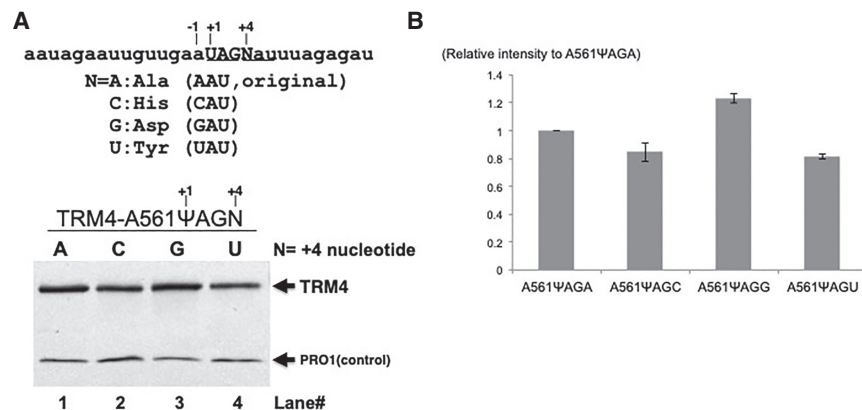 A
-1 +1 +4
aauagaauuguugaaUAGNauuuagagau
N=A:Ala (AAU,original)
C:His (CAU)
G:Asp (GAU)
U:Tyr (UAU)
+1 +4
TRM4-A561ΨAGN
A C G U N= +4 nucleotide
TRM4
PRO1(control)
1 2 3 4 Lane#
B
(Relative intensity to A561ΨAGA)
1.4
1.2
1
0.8
0.6
0.4
0.2
0
A561ΨAGA A561ΨAGC A561ΨAGG A561ΨAGU